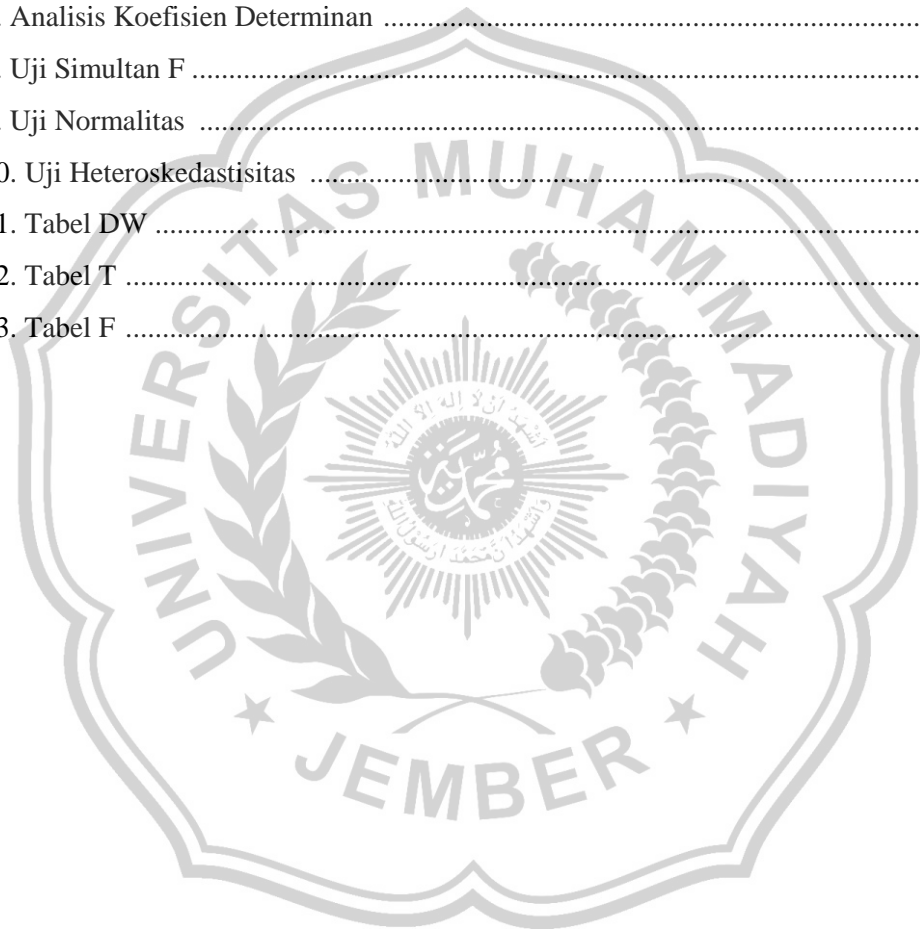 . Analisis Koefisien Determinan ........................................................................
. Uji Simultan F ..................................................................................................
. Uji Normalitas .................................................................................................
0. Uji Heteroskedastisitas ..................................................................................
1. Tabel DW .......................................................................................................
2. Tabel T ...........................................................................................................
3. Tabel F ...........................................................................................................
UNIVERSITAS MUHAMMADIYAH
JEMBER